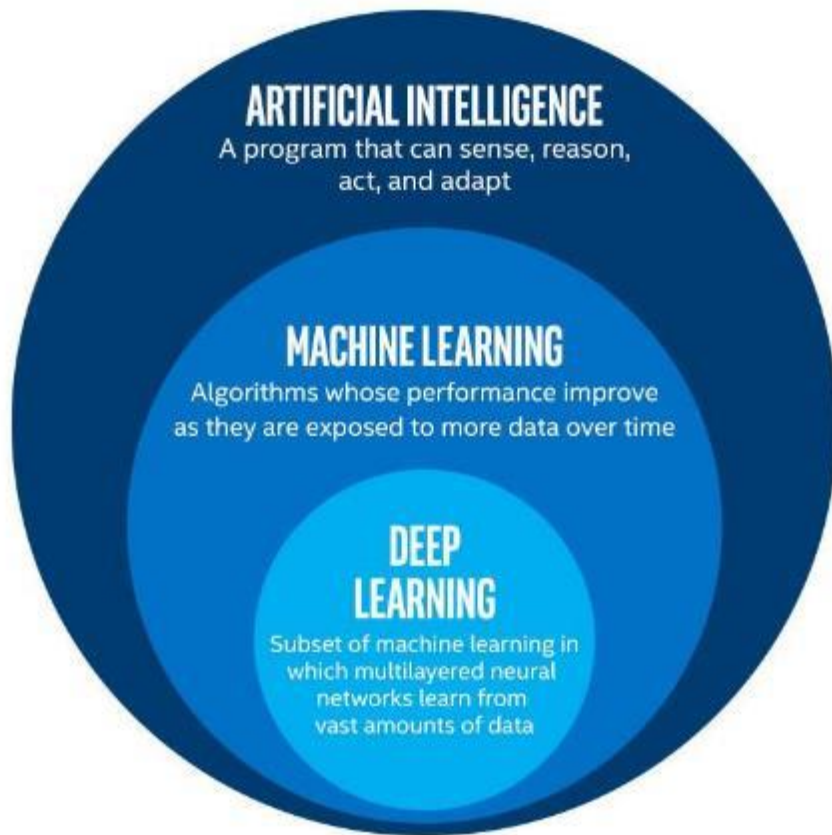 ARTIFICIAL INTELLIGENCE
A program that can sense, reason,
act, and adapt
MACHINE LEARNING
Algorithms whose performance improve
as they are exposed to more data over time
DEEP
LEARNING
Subset of machine learning in
which multilayered neural
networks learn from
vast amounts of data